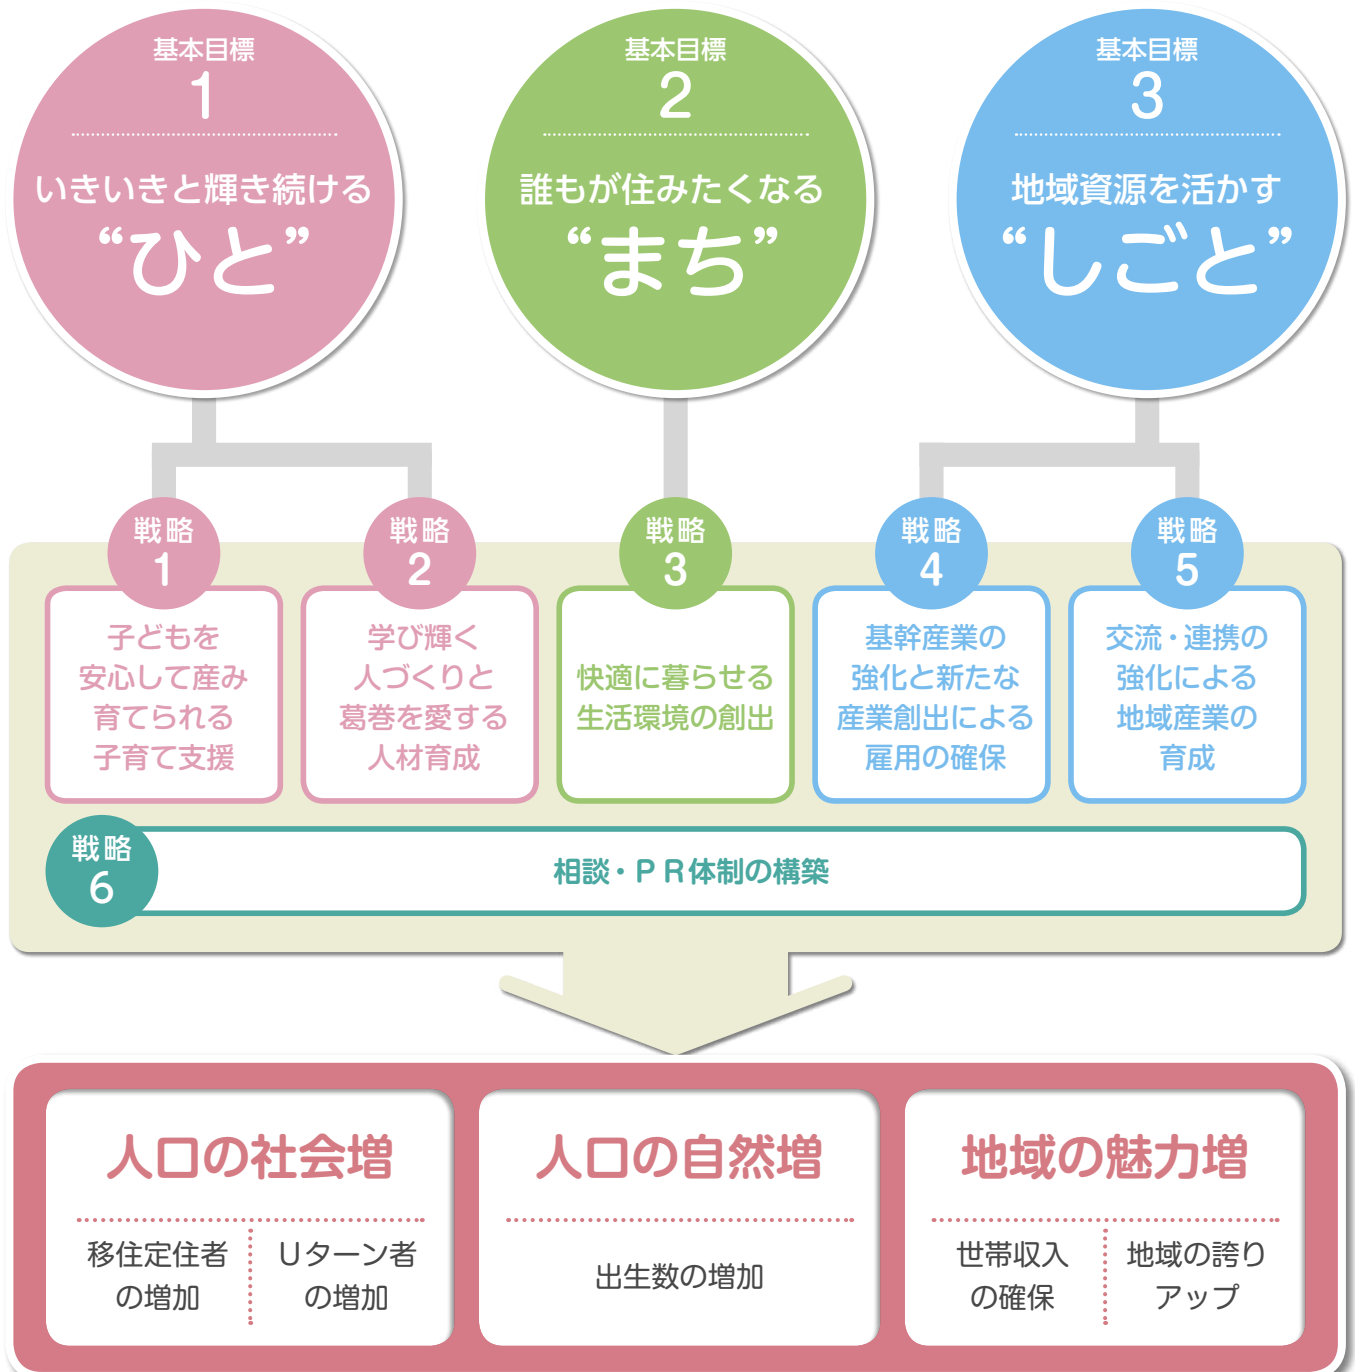 基本目標
1
いきいきと輝き続ける
“ひと”
基本目標
2
誰もが住みたくなる
“まち”
基本目標
3
地域資源を活かす
“しごと”
戦略
1
子どもを
安心して産み
育てられる
子育て支援
戦略
2
学び輝く
人づくりと
葛巻を愛する
人材育成
戦略
3
快適に暮らせる
生活環境の創出
戦略
4
基幹産業の
強化と新たな
産業創出による
雇用の確保
戦略
5
交流・連携の
強化による
地域産業の
育成
戦略
6
相談・ＰＲ体制の構築
人口の社会増
移住定住者
の増加
Ｕターン者
の増加
人口の自然増
出生数の増加
地域の魅力増
世帯収入
の確保
地域の誇り
アップ